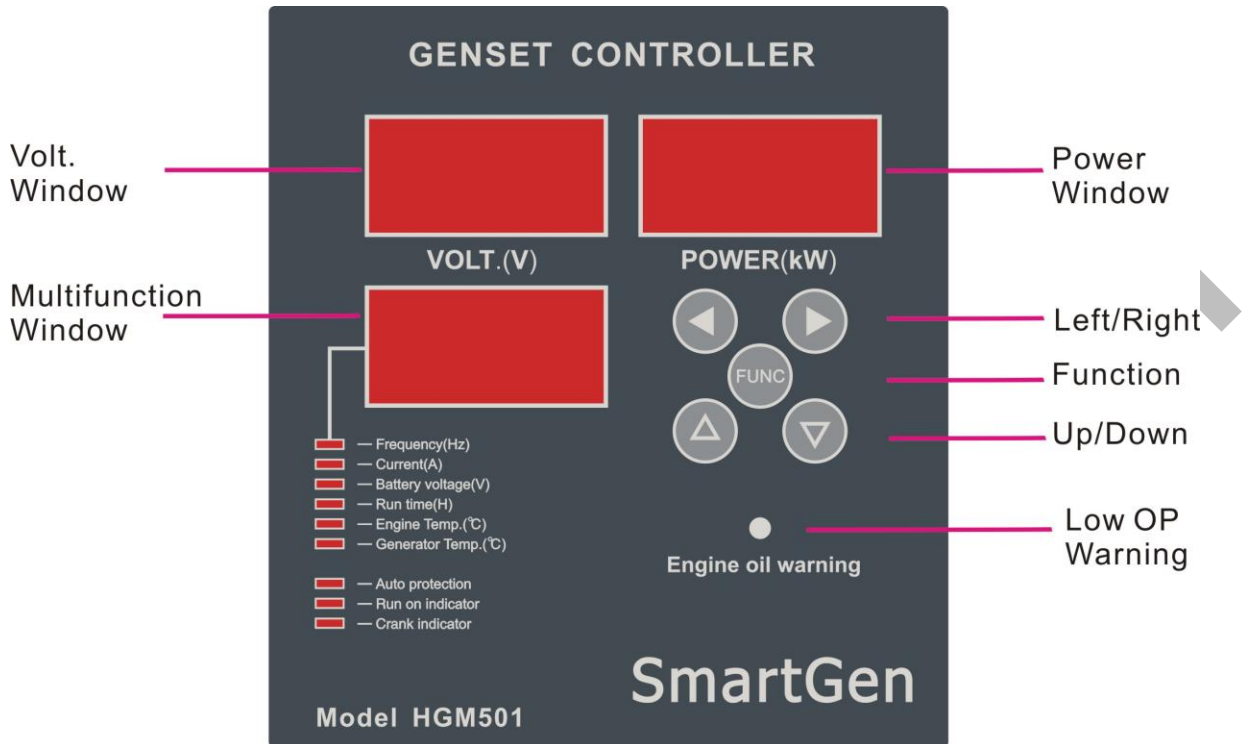 GENSET CONTROLLER
Volt.
Window
Power
Window
VOLT.(V)
POWER(kW)
Multifunction
Window
Left/Right
FUNC
Function
Up/Down
Frequency(Hz)
Current(A)
Battery voltage(V)
Run time(H)
Engine Temp.(℃)
Generator Temp.(℃)
Low OP
Warning
Engine oil warning
Auto protection
Run on indicator
Crank indicator
SmartGen
Model HGM501